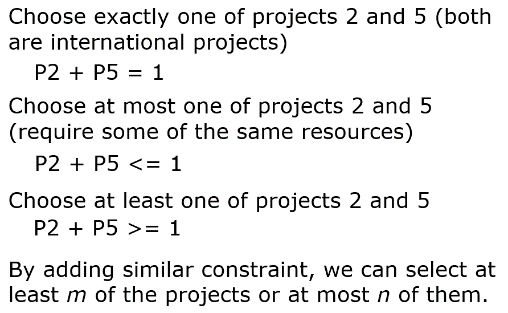 Choose exactly one of projects 2 and 5 (both
are international projects)
P2 + P5 = 1
Choose at most one of projects 2 and 5
(require some of the same resources)
P2 + P5 <= 1
Choose at least one of projects 2 and 5
P2 + P5 >= 1
By adding similar constraint, we can select at
least m of the projects or at most n of them.